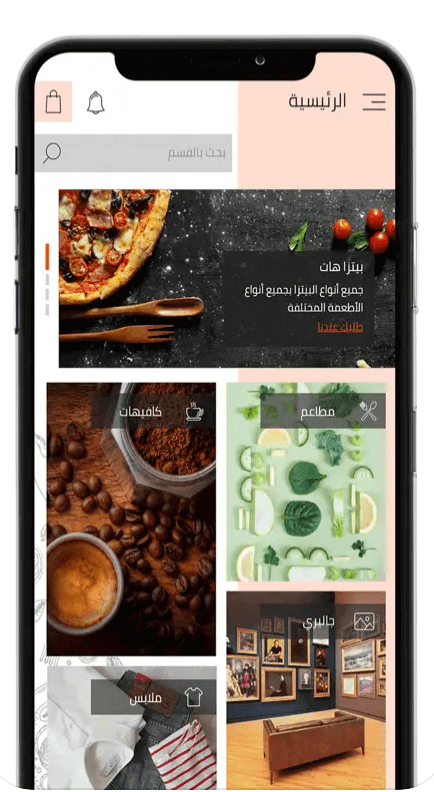 الرئيسية
بحث بالقسم
بيتزا هات
جميع أنواع البيتزا بجميع أنواع
الأطعمة المختلفة
طلبك عندنا
مطاعم
كافيهات
جاليري
ملابس